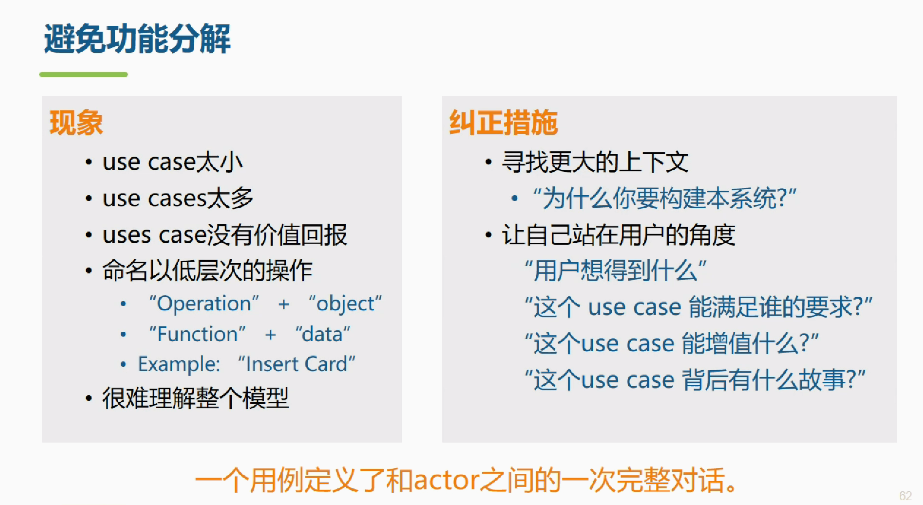 避免功能分解
现象
• use case太小
• use cases太多
• uses case没有价值回报
• 命名以低层次的操作
• “Operation” + “object“
• “Function” + “data“
• Example: “Insert Card”
• 很难理解整个模型
纠正措施
• 寻找更大的上下文
• “为什么你要构建本系统?”
• 让自己站在用户的角度
“用户想得到什么”
“这个 use case 能满足谁的要求?”
“这个use case 能增值什么?”
“这个use case 背后有什么故事?”
一个用例定义了和actor之间的一次完整对话。
62